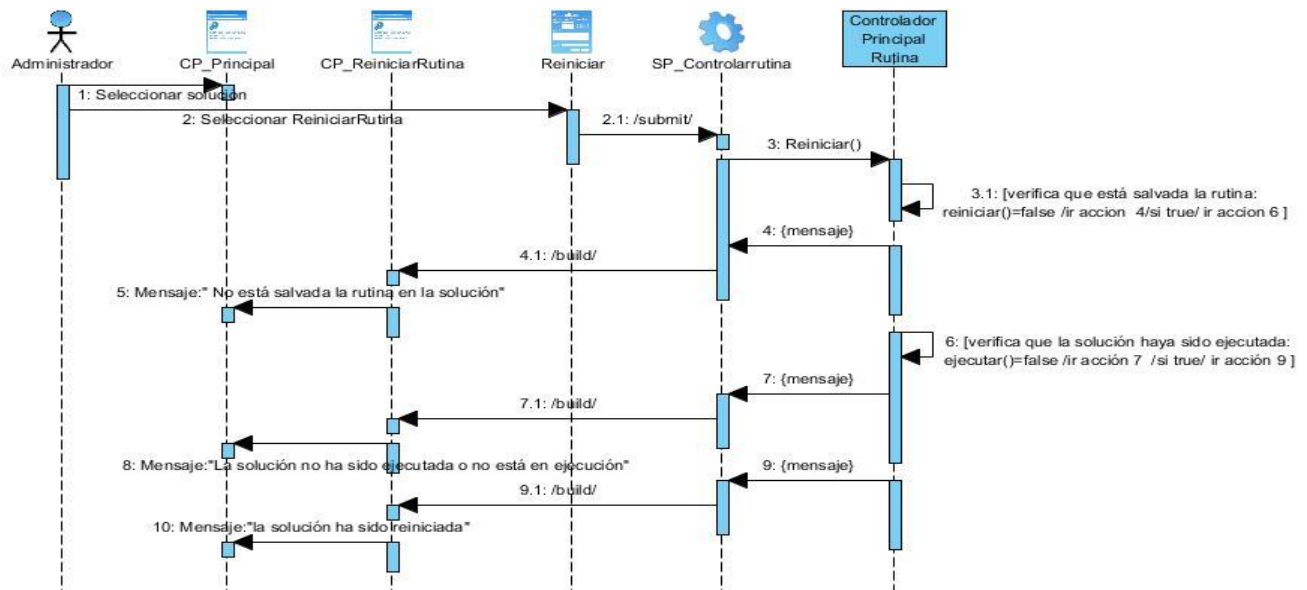 Administrador
CP_Principal
CP_ReiniciarRutina
Reiniciar
SP_Controlarrutina
Controlador
Principal
Rutina
1: Seleccionar solución
2: Seleccionar ReiniciarRutina
2.1: /submit/
3: Reiniciar()
3.1: [verifica que está salvada la rutina:
reiniciar()=false /ir accion 4/si true/ ir accion 6 ]
4: {mensaje}
4.1: /build/
5: Mensaje:" No está salvada la rutina en la solución"
6: [verifica que la solución haya sido ejecutada:
ejecutar()=false /ir acción 7 /si true/ ir acción 9 ]
7: {mensaje}
7.1: /build/
8: Mensaje:"La solución no ha sido ejecutada o no está en ejecución"
9: {mensaje}
9.1: /build/
10: Mensaje:"la solución ha sido reiniciada"